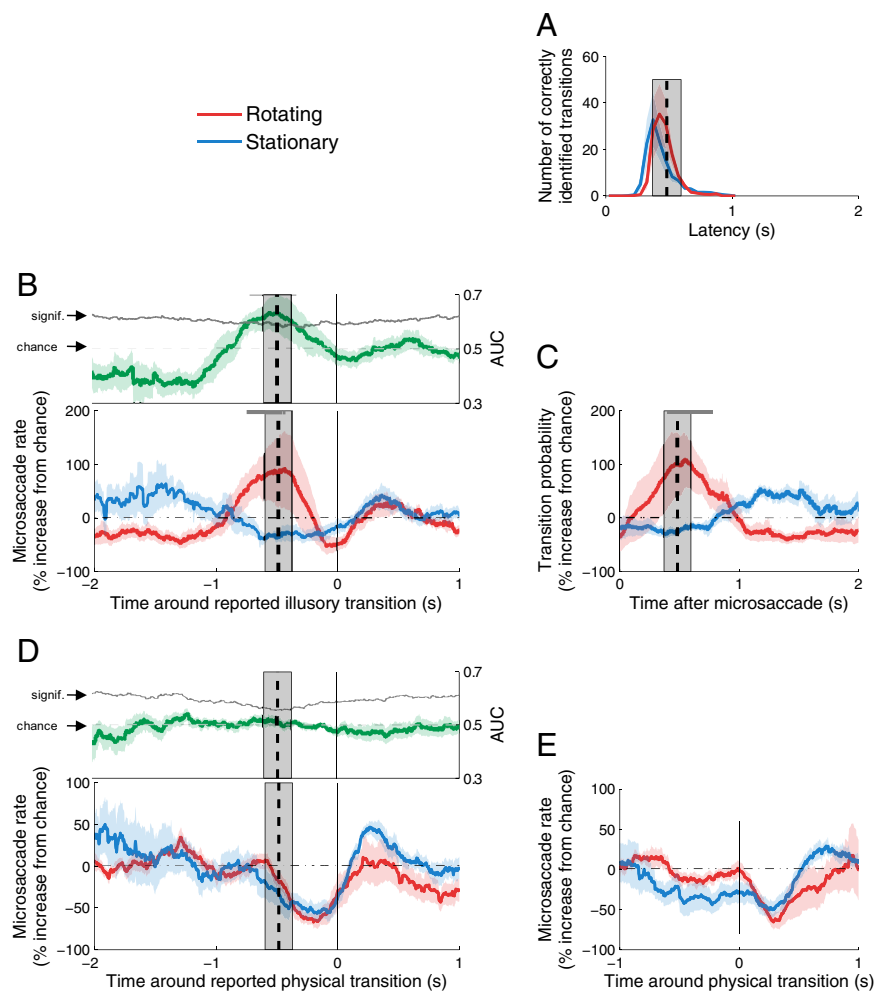 A
Number of correctly
identified transitions
60
40
20
0
0
1
2
Latency (s)
Rotating
Stationary
B
signif.
chance
0.7
0.5
0.3
AUC
Microsaccade rate
(% increase from chance)
200
100
0
−100
−2
−1
0
1
Time around reported illusory transition (s)
C
Transition probability
(% increase from chance)
200
100
0
−100
0
1
2
Time after microsaccade (s)
D
signif.
chance
0.7
0.5
0.3
AUC
Microsaccade rate
(% increase from chance)
100
50
0
−50
−100
−2
−1
0
1
Time around reported physical transition (s)
E
Microsaccade rate
(% increase from chance)
100
50
0
−50
100
−1
0
1
Time around physical transition (s)